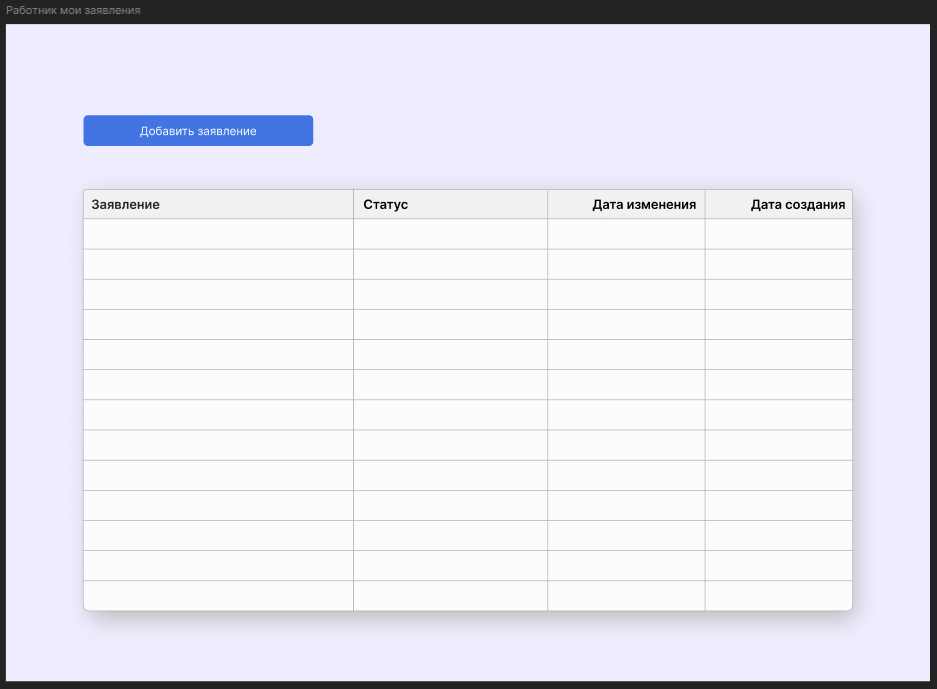 Работник мои заявления
Добавить заявление
Заявление Статус Дата изменения Дата создания